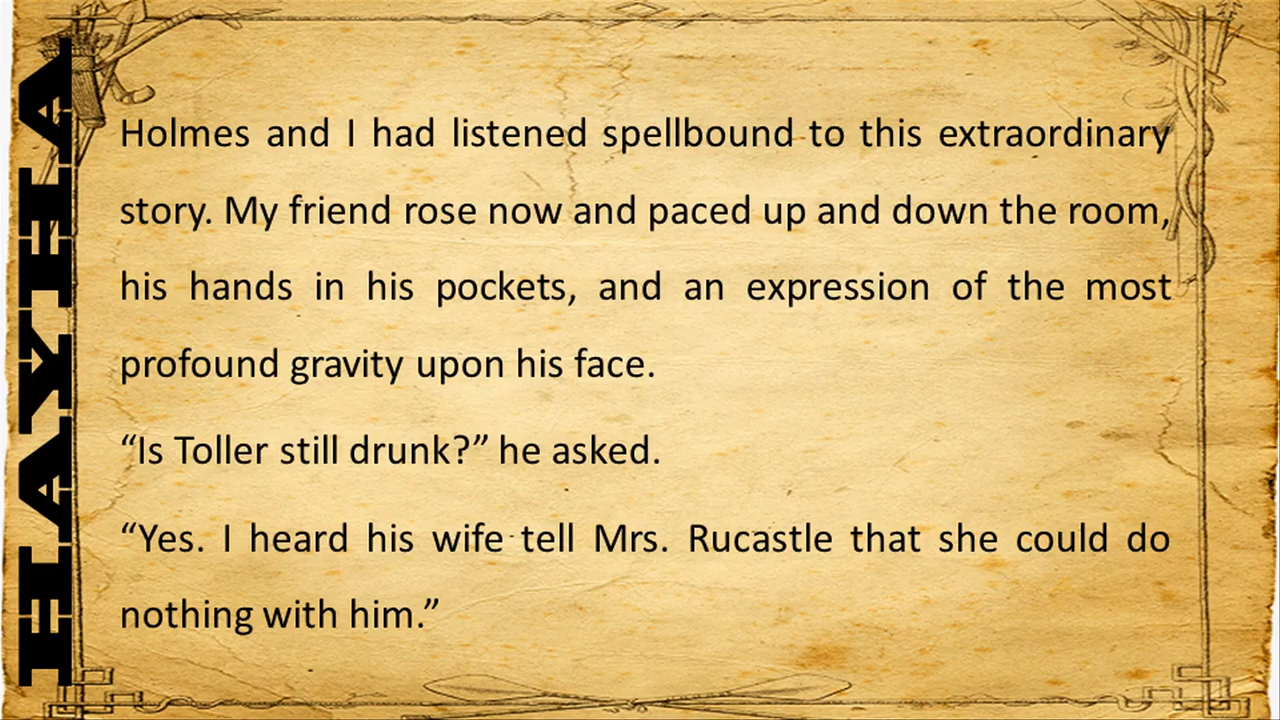 HAYHA
Holmes and I had listened spellbound to this extraordinary
story. My friend rose now and paced up and down the room,
his hands in his pockets, and an expression of the most
profound gravity upon his face.
“Is Toller still drunk?” he asked.
“Yes. I heard his wife tell Mrs. Rucastle that she could do
nothing with him.”